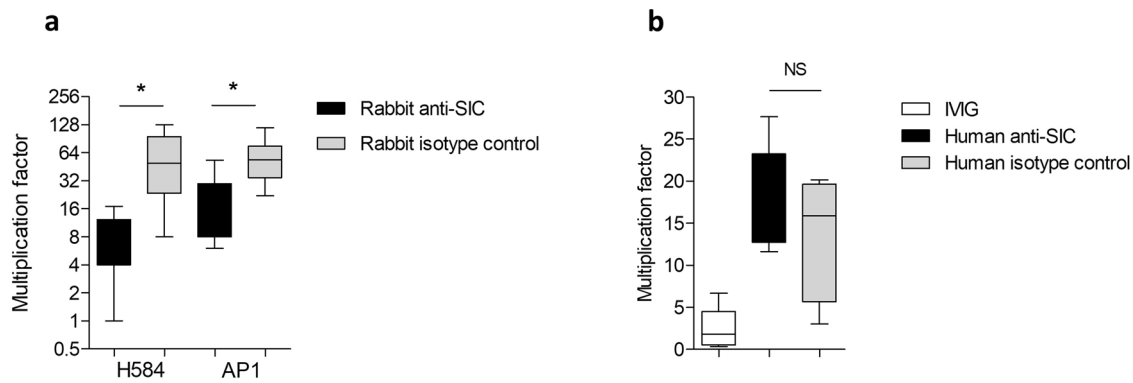 a
*
*
256
128
64
32
16
8
4
2
1
0.5
Multiplication factor
H584
AP1
Rabbit anti-SIC
Rabbit isotype control
b
NS
30
25
20
15
10
5
0
Multiplication factor
IVIG
Human anti-SIC
Human isotype control